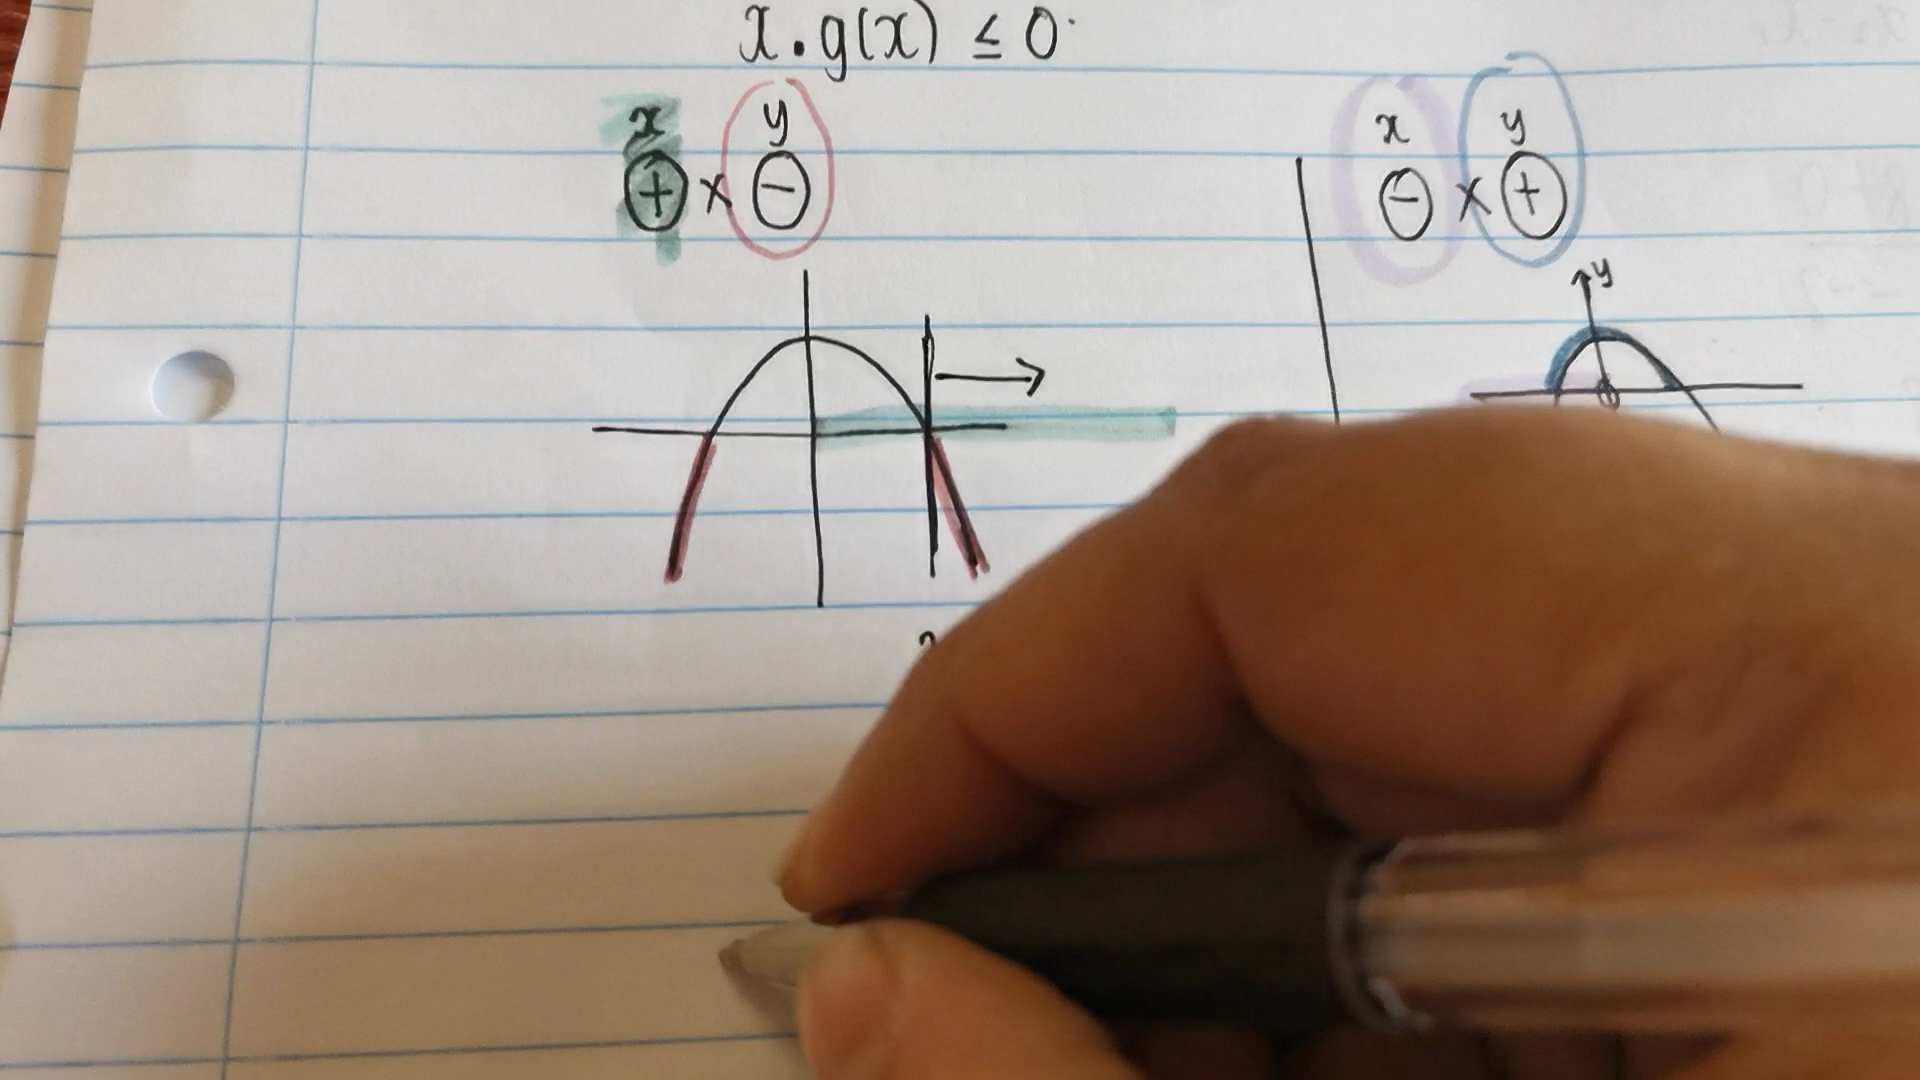 x . g(x) ≤ 0
x y
⊕ x ⊖
x y
⊖ x ⊕
y